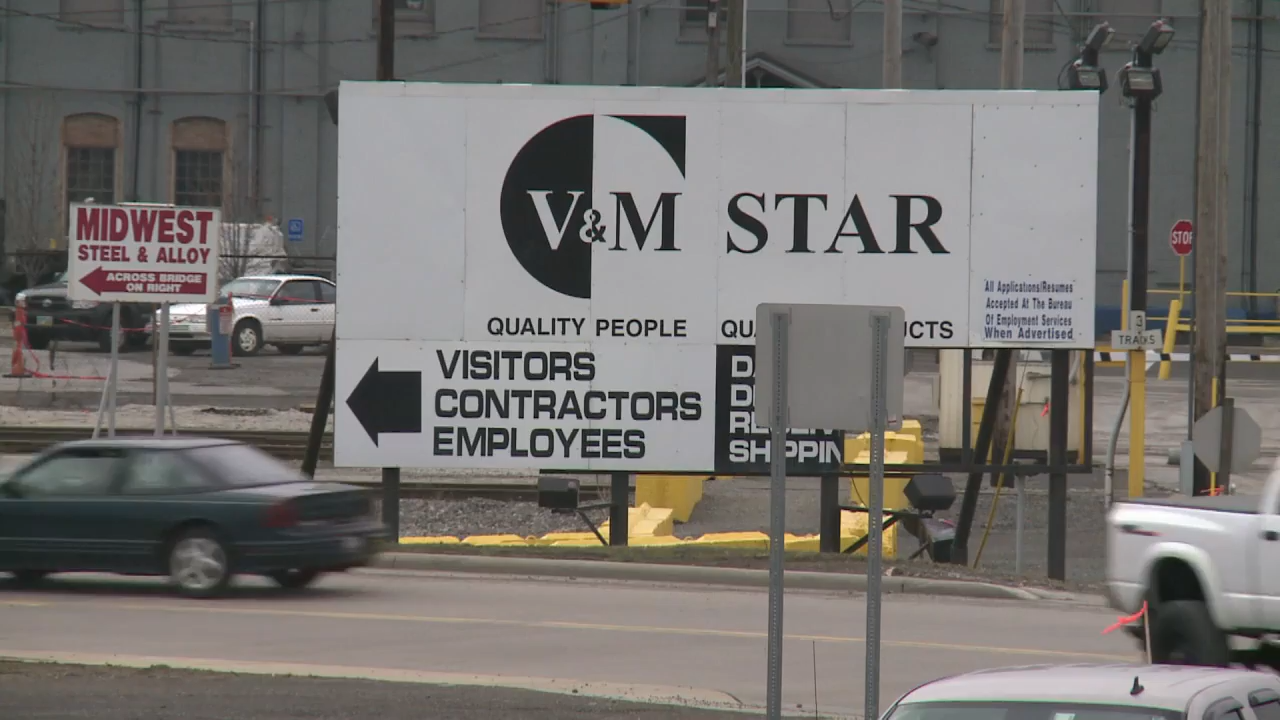 MIDWEST
STEEL & ALLOY
ACROSS BRIDGE
ON RIGHT
V&M STAR
QUALITY PEOPLE
All Applications/Resumes
Accepted At The Bureau
Of Employment Services
When Advertised
VISITORS
CONTRACTORS
EMPLOYEES
STOP
3
TRACKS